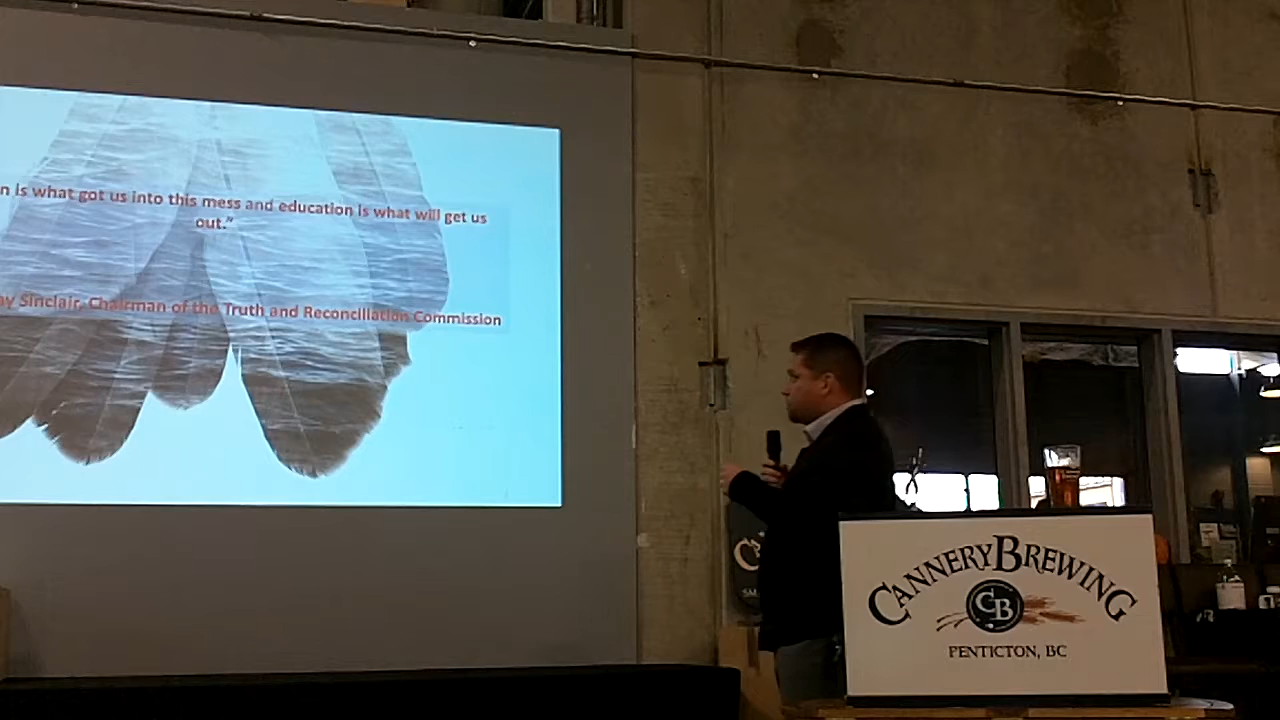 n is what got us into this mess and education is what will get us
out."
ay Sinclair, Chairman of the Truth and Reconciliation Commission
CANNERY BREWING
CB
PENTICTON, BC